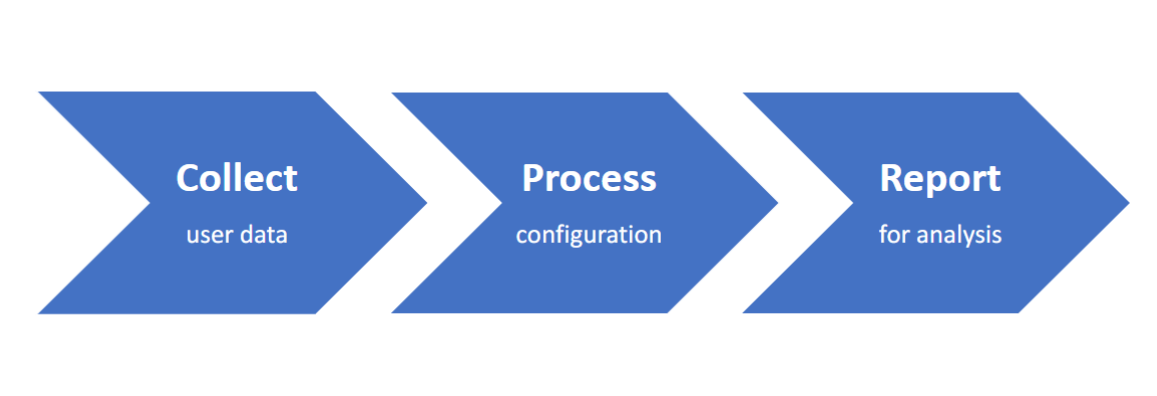 Collect
user data
Process
configuration
Report
for analysis